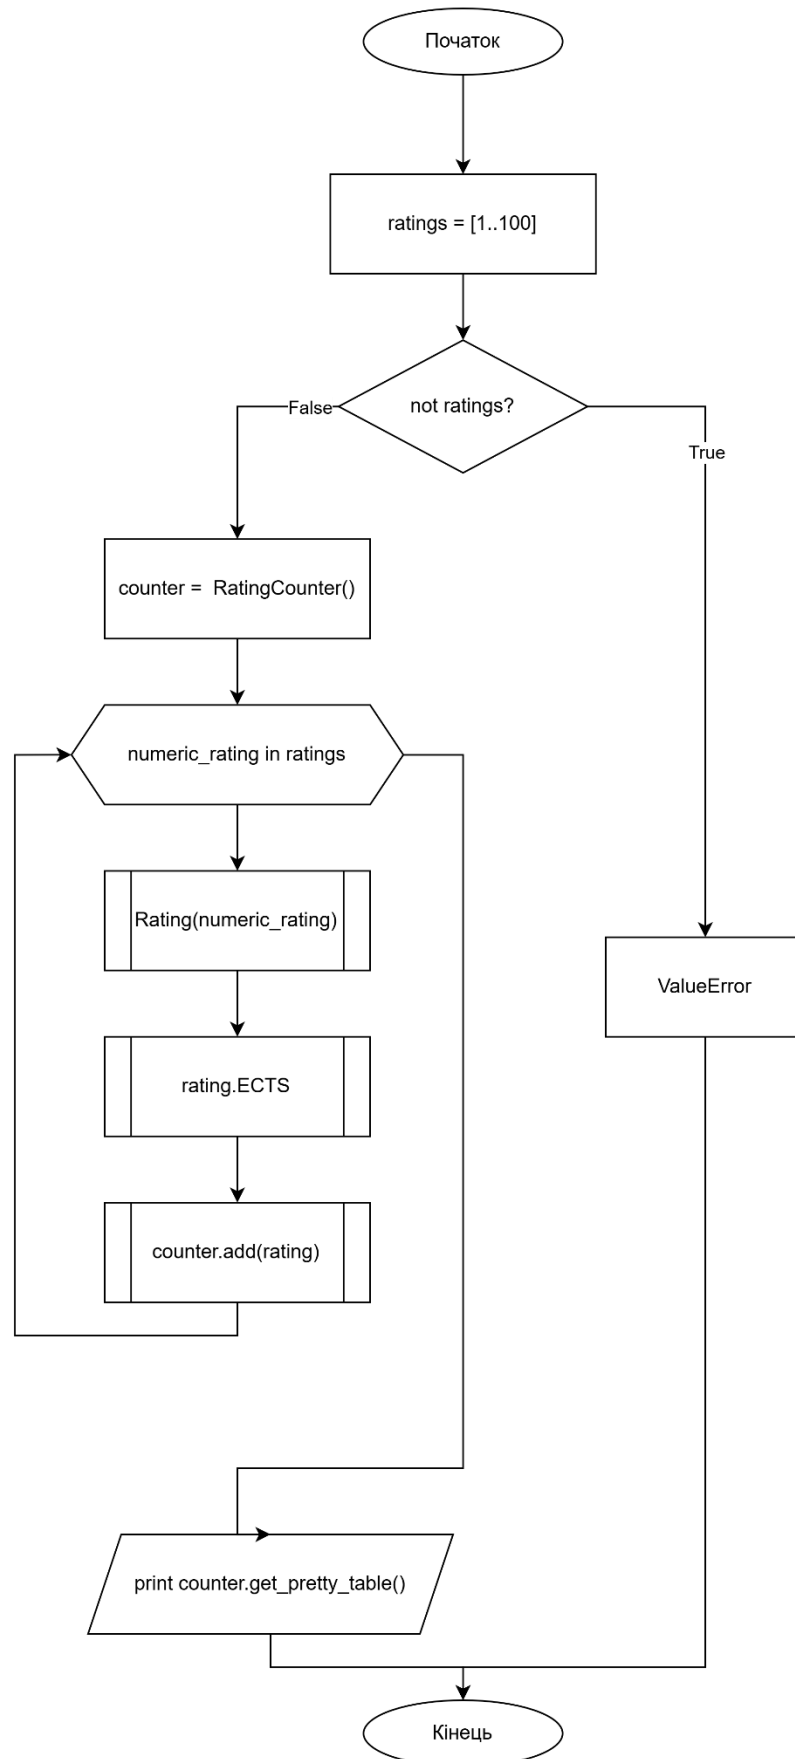 Початок
ratings = [1..100]
not ratings?
False
True
counter =  RatingCounter()
numeric_rating in ratings
Rating(numeric_rating)
ValueError
rating.ECTS
counter.add(rating)
print counter.get_pretty_table()
Кінець